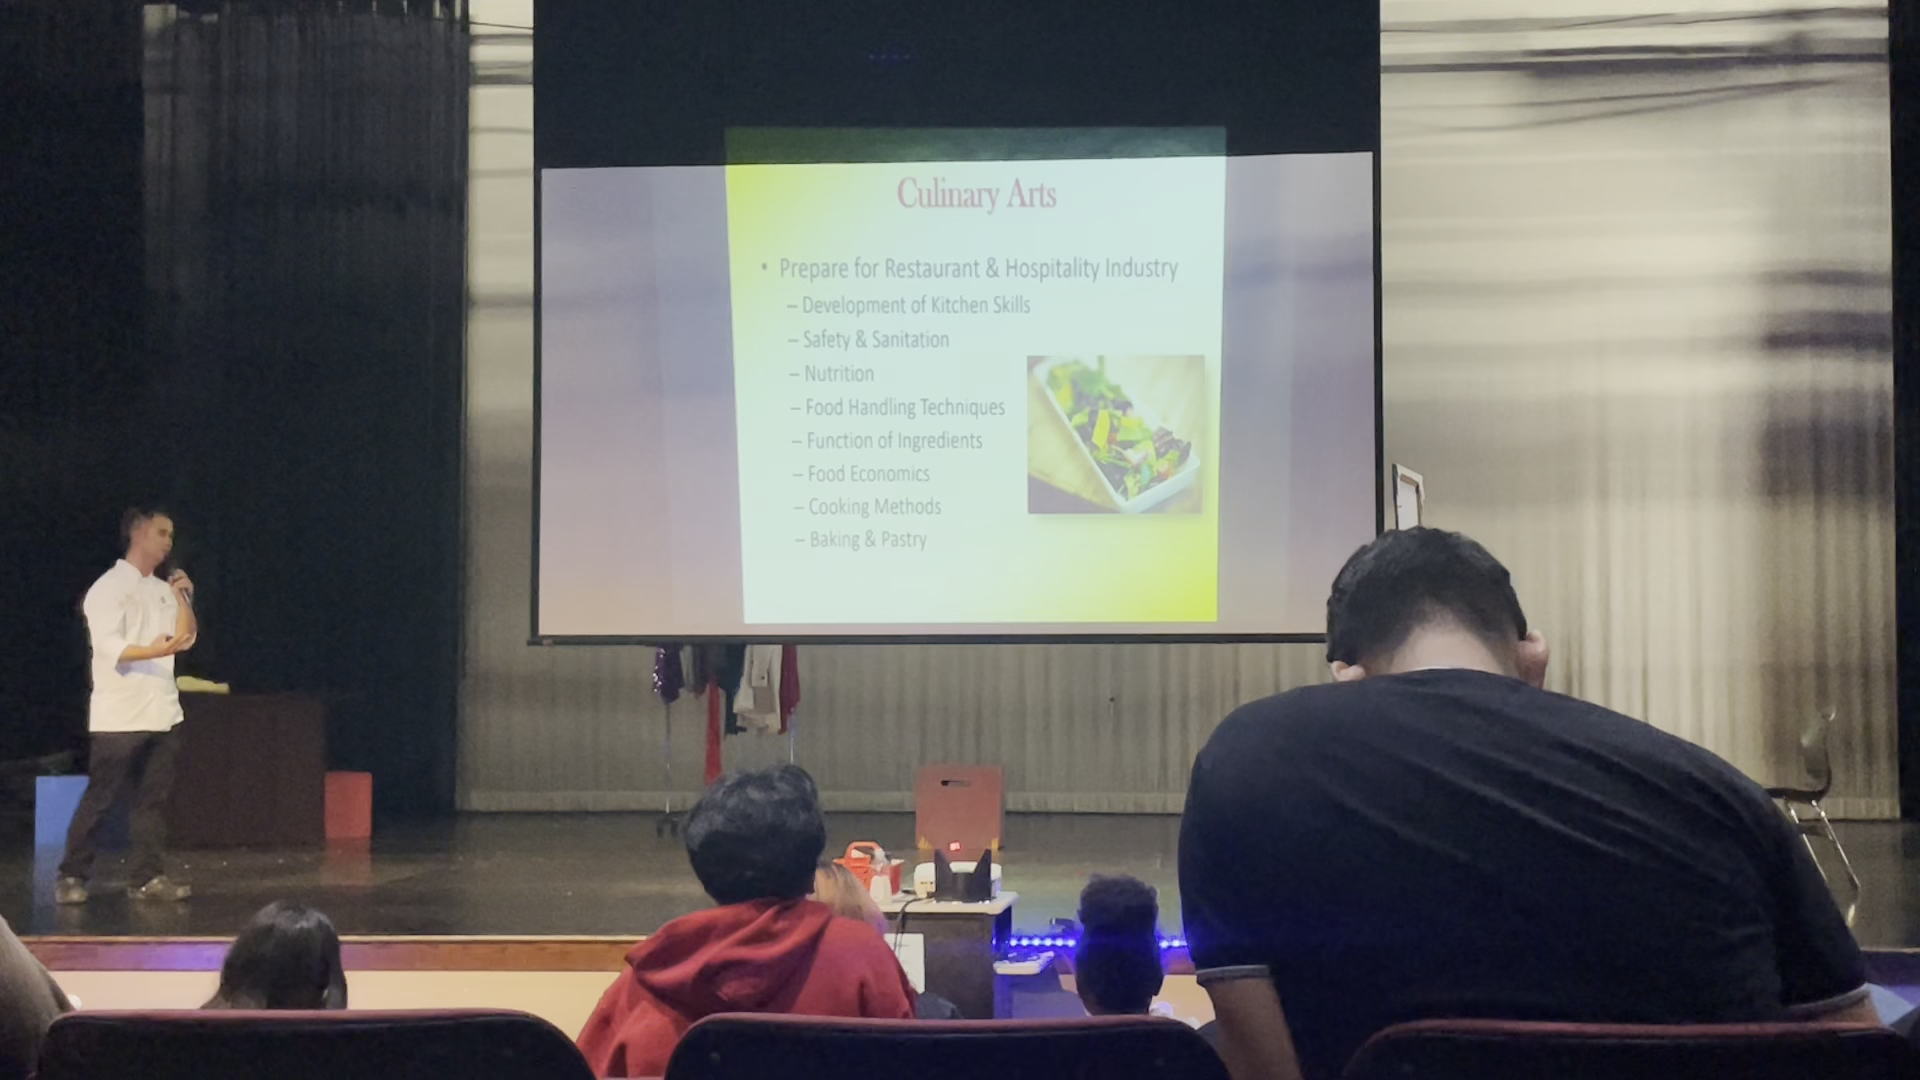 Culinary Arts
• Prepare for Restaurant & Hospitality Industry
– Development of Kitchen Skills
– Safety & Sanitation
– Nutrition
– Food Handling Techniques
– Function of Ingredients
– Food Economics
– Cooking Methods
– Baking & Pastry